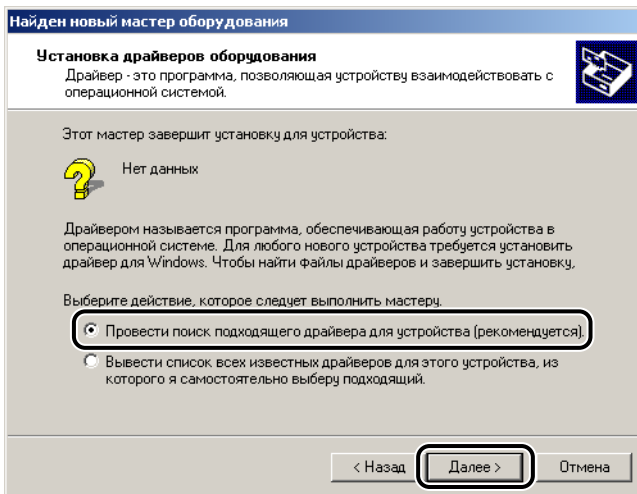 Найден новый мастер оборудования
Установка драйверов оборудования
Драйвер - это программа, позволяющая устройству взаимодействовать с
операционной системой.
Этот мастер завершит установку для устройства:
Нет данных
Драйвером называется программа, обеспечивающая работу устройства в
операционной системе. Для любого нового устройства требуется установить
драйвер для Windows. Чтобы найти файлы драйверов и завершить установку,
Выберите действие, которое следует выполнить мастеру.
Провести поиск подходящего драйвера для устройства (рекомендуется).
Вывести список всех известных драйверов для этого устройства, из
которого я самостоятельно выберу подходящий.
< Назад Далее > Отмена